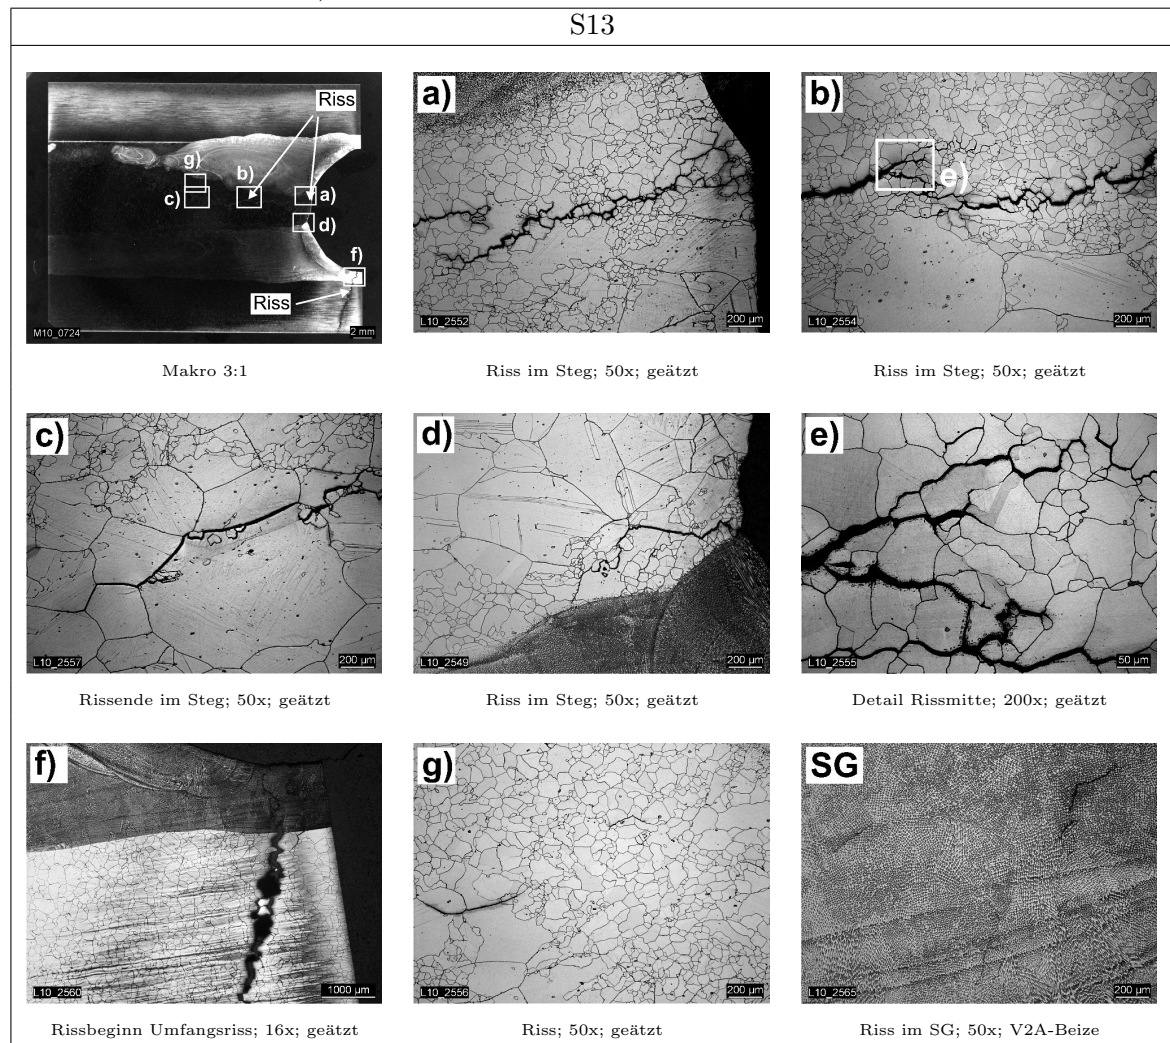 S13
Riss
g)
b)
c)
a)
d)
f)
Riss
M10_0724
2 mm
a)
L10_2552
200 µm
b)
e)
L10_2554
200 µm
Makro 3:1
Riss im Steg; 50x; geätzt
Riss im Steg; 50x; geätzt
c)
L10_2557
200 µm
d)
L10_2549
200 µm
e)
L10_2555
50 µm
Rissende im Steg; 50x; geätzt
Riss im Steg; 50x; geätzt
Detail Rissmitte; 200x; geätzt
f)
L10_2560
1000 µm
g)
L10_2556
200 µm
SG
L10_2565
200 µm
Rissbeginn Umfangsriss; 16x; geätzt
Riss; 50x; geätzt
Riss im SG; 50x; V2A-Beize